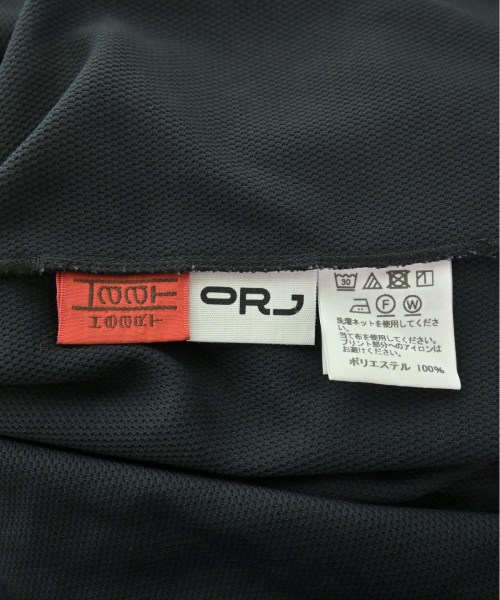 ORJ
30
F
W
洗濯ネットを使用してくださ
い。
当て布を使用してください。
プリント部分へのアイロンは
お避けください。
ポリエステル 100%